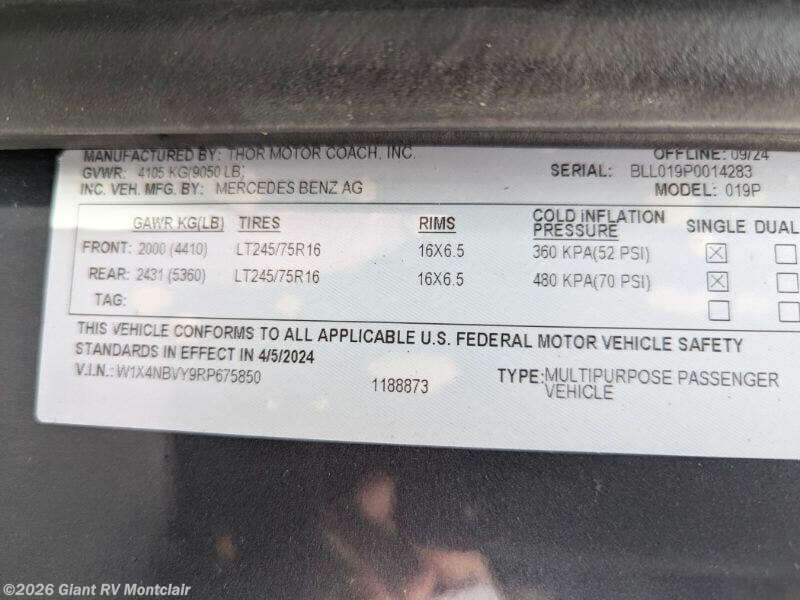 MANUFACTURED BY: THOR MOTOR COACH, INC. OFFLINE: 09/24
GVWR: 4105 KG/9050 LB; SERIAL: BLL019P0014283
INC. VEH. MFG. BY: MERCEDES BENZ AG MODEL: 019P
GAWR KG(LB) TIRES RIMS COLD INFLATION PRESSURE SINGLE DUAL
FRONT: 2000 (4410) LT245/75R16 16X6.5 360 KPA(52 PSI)
REAR: 2431 (5360) LT245/75R16 16X6.5 480 KPA(70 PSI)
TAG:
THIS VEHICLE CONFORMS TO ALL APPLICABLE U.S. FEDERAL MOTOR VEHICLE SAFETY
STANDARDS IN EFFECT IN 4/5/2024
V.I.N.: W1X4NBVY9RP675850 1188873 TYPE: MULTIPURPOSE PASSENGER
VEHICLE
©2026 Giant RV Montclair